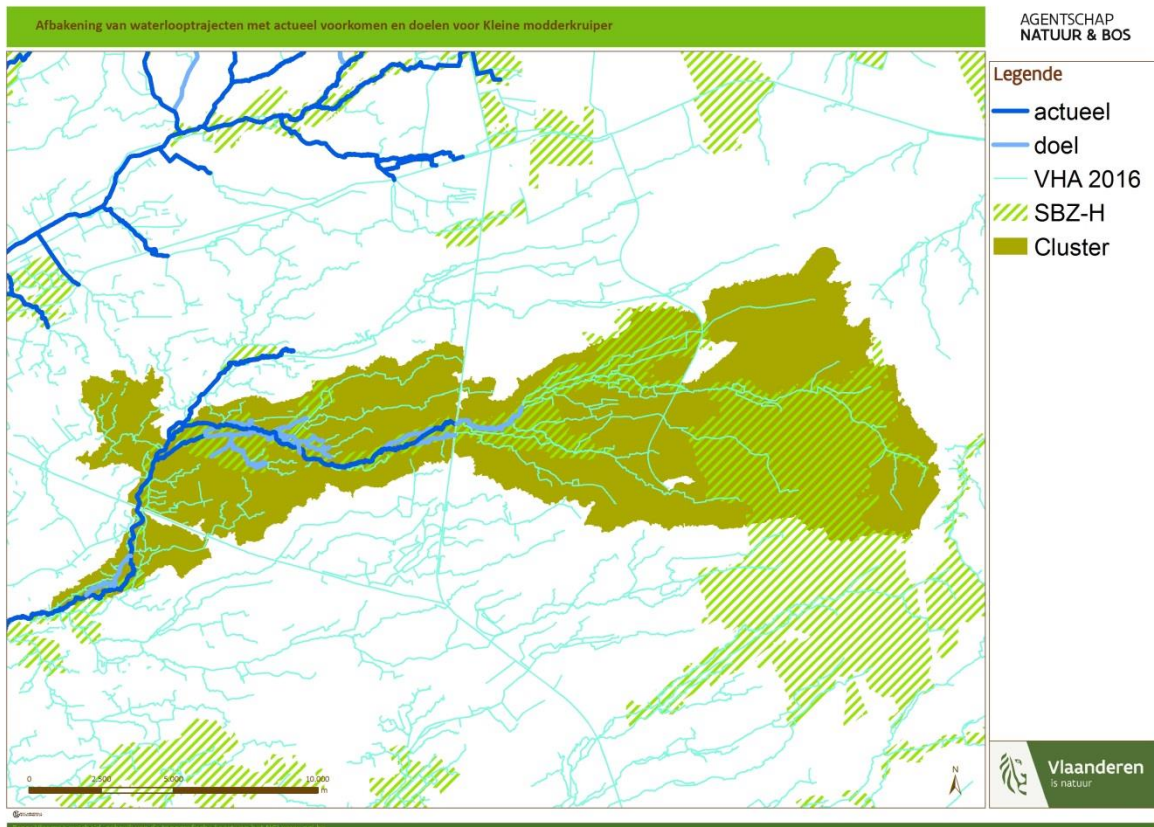 Afbakening van waterlooptrajecten met actueel voorkomen en doelen voor Kleine modderkruiper
AGENTSCHAP
NATUUR & BOS
Legende
actueel
doel
VHA 2016
SBZ-H
Cluster
0 2.500 5.000 10.000
m
N
Vlaanderen
is natuur